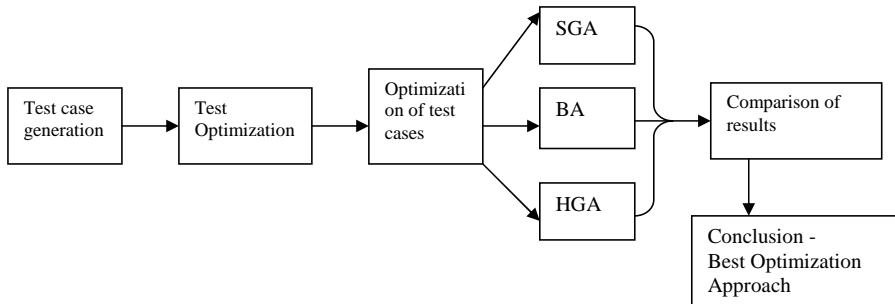 Test case
generation
Test
Optimization
Optimizati
on of test
cases
SGA
BA
HGA
Comparison of
results
Conclusion -
Best Optimization
Approach